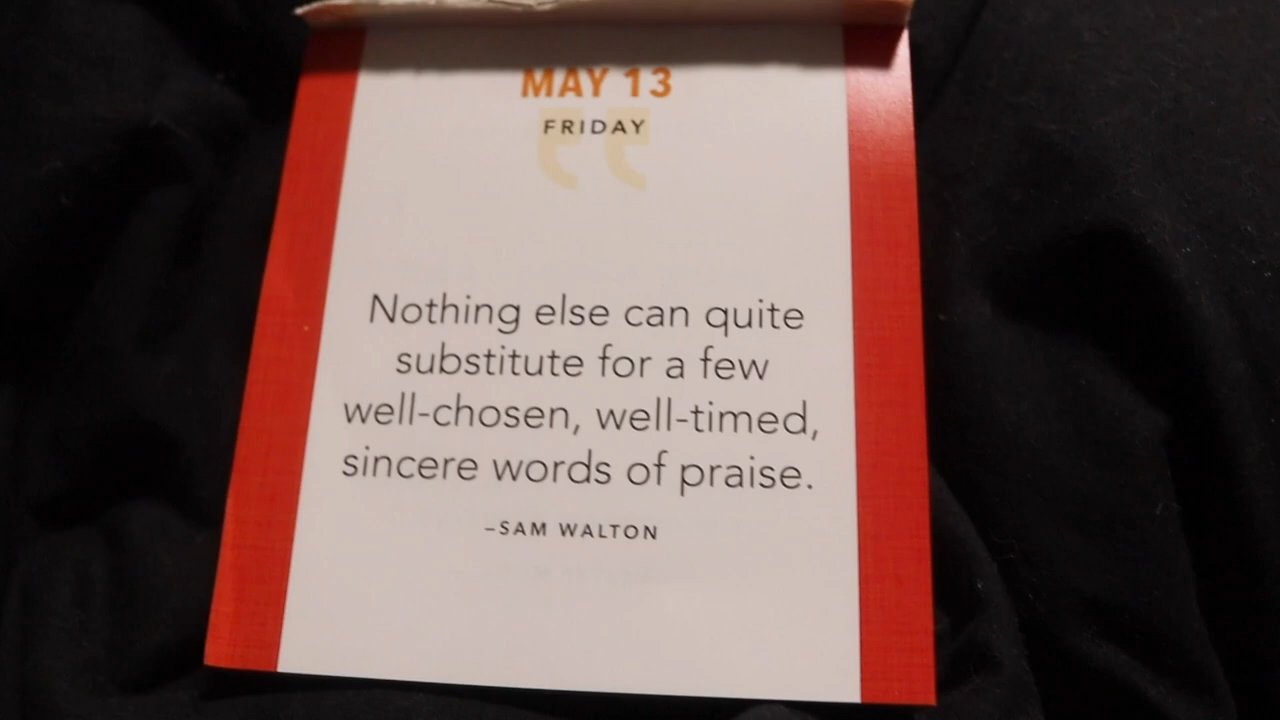 MAY 13
FRIDAY
Nothing else can quite
substitute for a few
well-chosen, well-timed,
sincere words of praise.
–SAM WALTON